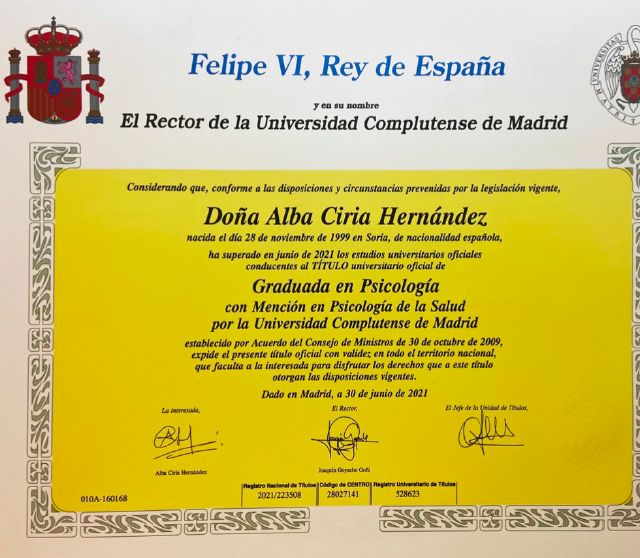 Felipe VI, Rey de España
y en su nombre
El Rector de la Universidad Complutense de Madrid
Considerando que, conforme a las disposiciones y circunstancias prevenidas por la legislación vigente,
Doña Alba Ciria Hernández
nacida el día 28 de noviembre de 1999 en Soria, de nacionalidad española,
ha superado en junio de 2021 los estudios universitarios oficiales
conducentes al TÍTULO universitario oficial de
Graduada en Psicología
con Mención en Psicología de la Salud
por la Universidad Complutense de Madrid
establecido por Acuerdo del Consejo de Ministros de 30 de octubre de 2009,
expide el presente título oficial con validez en todo el territorio nacional,
que faculta a la interesada para disfrutar los derechos que a este título
otorgan las disposiciones vigentes.
Dado en Madrid, a 30 de junio de 2021
La interesada,
El Rector,
El Jefe de la Unidad de Títulos,
Alba Ciria Hernández
Joaquín Goyache Goñi
Registro Nacional de Títulos Código de CENTRO Registro Universitario de Títulos
010A-160168 2021/223508 28027141 528623